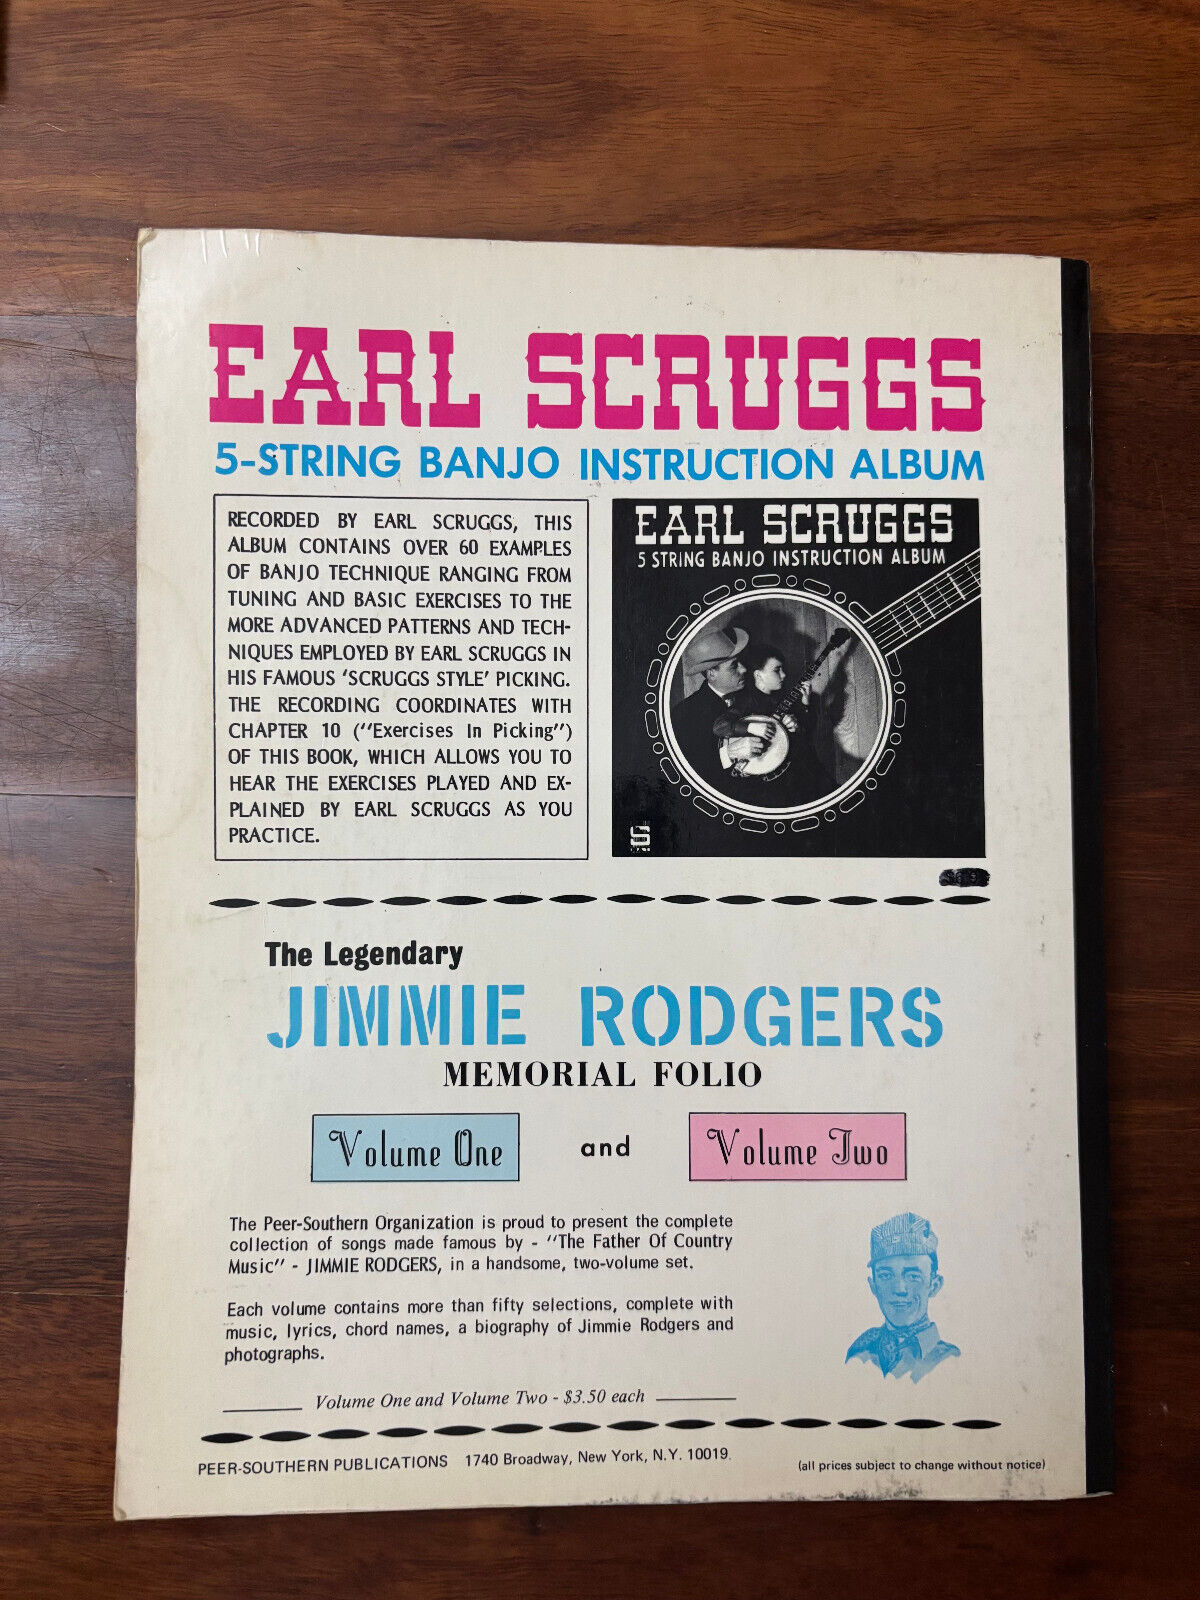 EARL SCRUGGS
5-STRING BANJO INSTRUCTION ALBUM
RECORDED BY EARL SCRUGGS, THIS
ALBUM CONTAINS OVER 60 EXAMPLES
OF BANJO TECHNIQUE RANGING FROM
TUNING AND BASIC EXERCISES TO THE
MORE ADVANCED PATTERNS AND TECH-
NIQUES EMPLOYED BY EARL SCRUGGS IN
HIS FAMOUS 'SCRUGGS STYLE' PICKING.
THE RECORDING COORDINATES WITH
CHAPTER 10 (''Exercises In Picking'')
OF THIS BOOK, WHICH ALLOWS YOU TO
HEAR THE EXERCISES PLAYED AND EX-
PLAINED BY EARL SCRUGGS AS YOU
PRACTICE.
EARL SCRUGGS
5 STRING BANJO INSTRUCTION ALBUM
S
The Legendary
JIMMIE RODGERS
MEMORIAL FOLIO
Volume One and Volume Two
The Peer-Southern Organization is proud to present the complete
collection of songs made famous by - ''The Father Of Country
Music'' - JIMMIE RODGERS, in a handsome, two-volume set.
Each volume contains more than fifty selections, complete with
music, lyrics, chord names, a biography of Jimmie Rodgers and
photographs.
Volume One and Volume Two - $3.50 each
PEER-SOUTHERN PUBLICATIONS 1740 Broadway, New York, N.Y. 10019.
(all prices subject to change without notice)